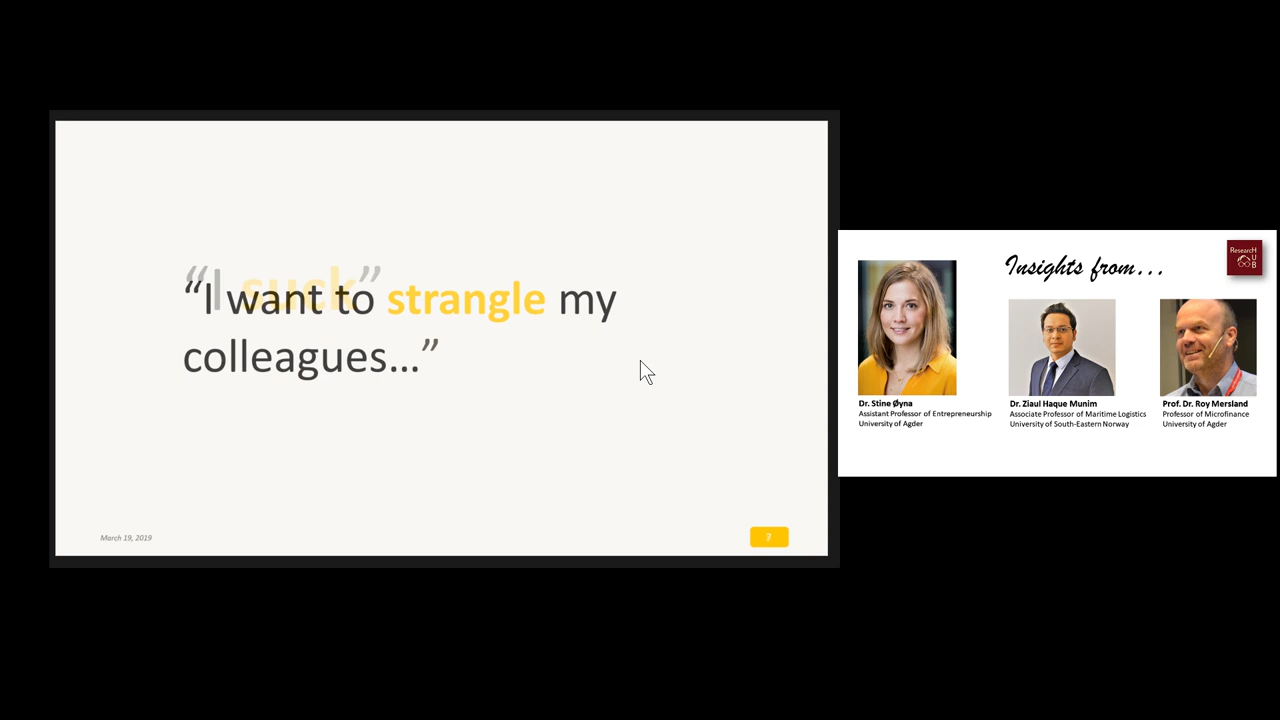 “I suck”
“I want to strangle my
colleagues...”
March 19, 2019
7
Insights from...
ResearcH
U
B
Dr. Stine Øyna
Assistant Professor of Entrepreneurship
University of Agder
Dr. Ziaul Haque Munim
Associate Professor of Maritime Logistics
University of South-Eastern Norway
Prof. Dr. Roy Mersland
Professor of Microfinance
University of Agder